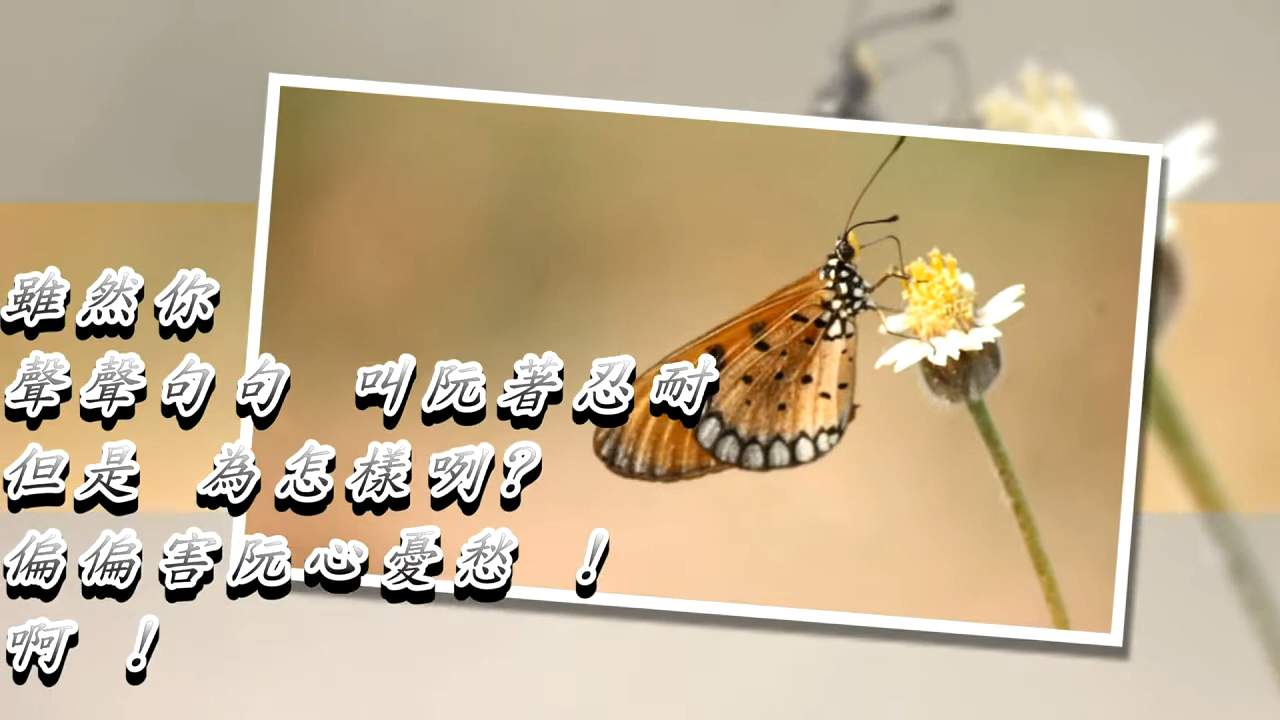 雖然你
聲聲句句 叫阮著忍耐
但是 為怎樣咧?
偏偏害阮心憂愁 !
啊 !